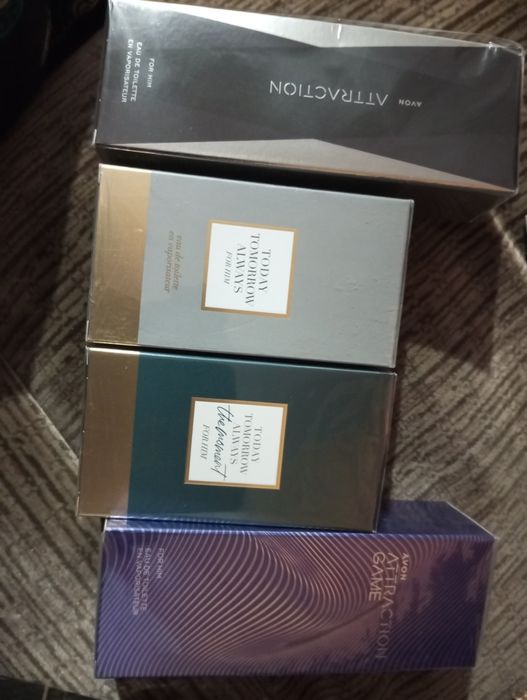 AVON
ATTRACTION
FOR HIM
EAU DE TOILETTE
EN VAPORISATEUR
TODAY
TOMORROW
ALWAYS
FOR HIM
eau de toilette
en vaporisateur
TODAY
TOMORROW
ALWAYS
the moment
FOR HIM
AVON
ATTRACTION
GAME
FOR HIM
EAU DE TOILETTE
EN VAPORISATEUR